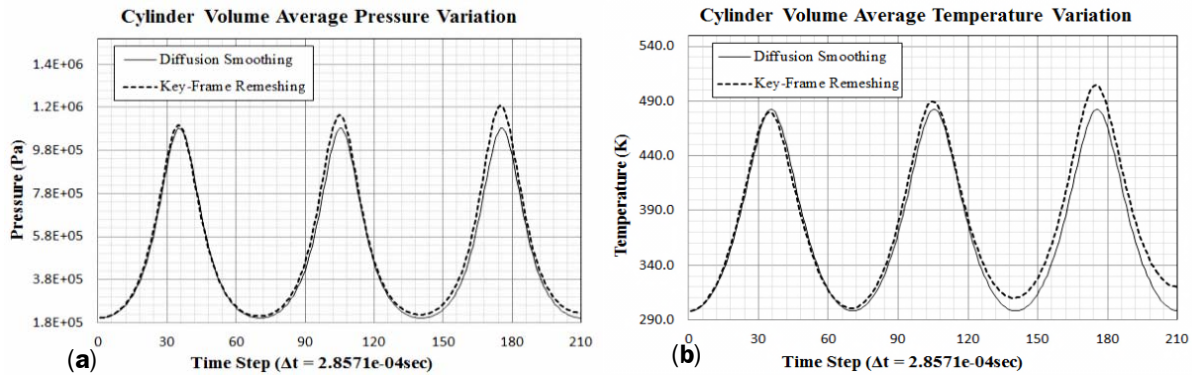 Cylinder Volume Average Pressure Variation
1.4E+06
1.2E+06
9.8E+05
7.8E+05
5.8E+05
3.8E+05
1.8E+05
Pressure (Pa)
Diffusion Smoothing
Key-Frame Remeshing
0 30 60 90 120 150 180 210
(a)
Time Step (Δt = 2.8571e-04sec)
Cylinder Volume Average Temperature Variation
540.0
490.0
440.0
390.0
340.0
290.0
Temperature (K)
Diffusion Smoothing
Key-Frame Remeshing
0 30 60 90 120 150 180 210
(b)
Time Step (Δt = 2.8571e-04sec)